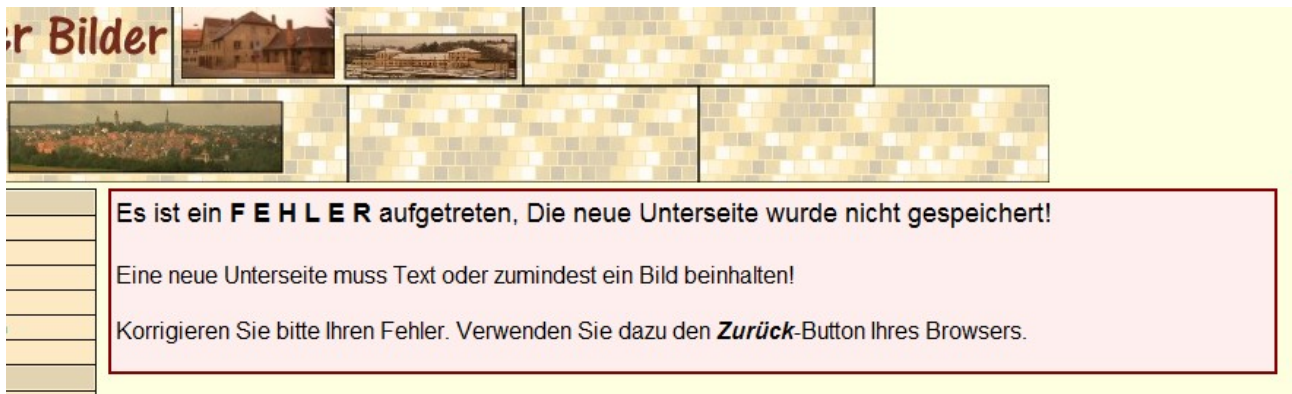 er Bilder
Es ist ein F E H L E R aufgetreten, Die neue Unterseite wurde nicht gespeichert!
Eine neue Unterseite muss Text oder zumindest ein Bild beinhalten!
Korrigieren Sie bitte Ihren Fehler. Verwenden Sie dazu den Zurück-Button Ihres Browsers.